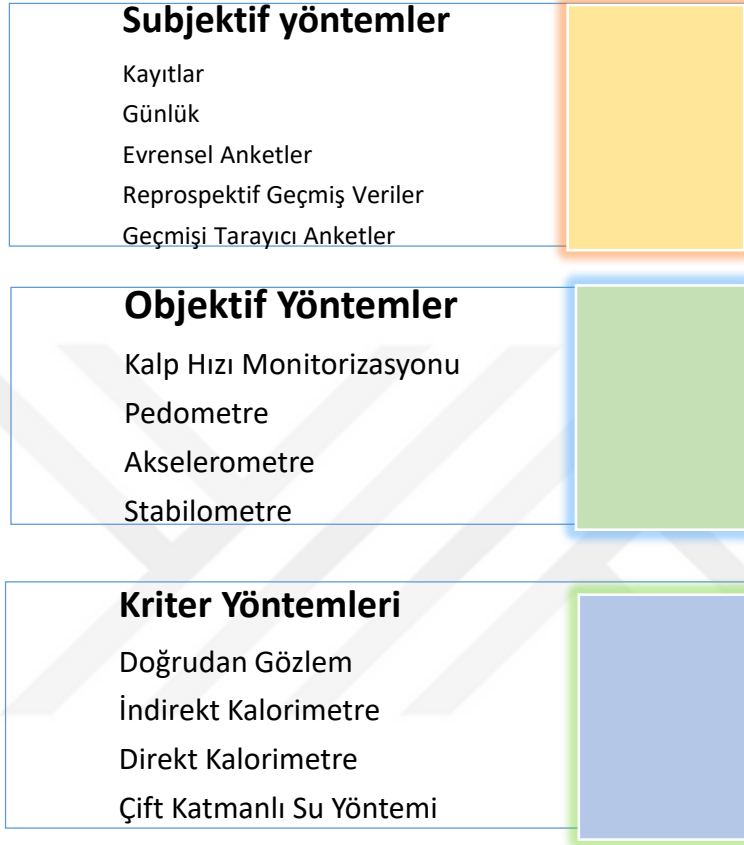 Subjektif yöntemler
Kayıtlar
Günlük
Evrensel Anketler
Reprospektif Geçmiş Veriler
Geçmişi Tarayıcı Anketler
Objektif Yöntemler
Kalp Hızı Monitorizasyonu
Pedometre
Akselerometre
Stabilometre
Kriter Yöntemleri
Doğrudan Gözlem
İndirekt Kalorimetre
Direkt Kalorimetre
Çift Katmanlı Su Yöntemi